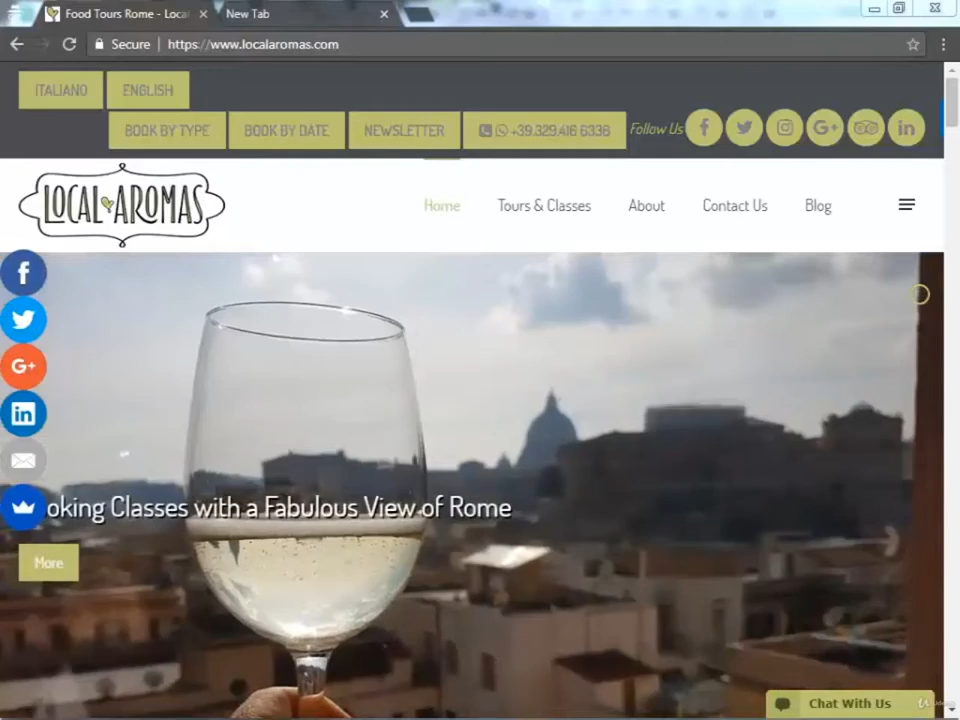 Food Tours Rome - Loca
New Tab
Secure
https://www.localaromas.com
ITALIANO
ENGLISH
BOOK BY TYPE
BOOK BY DATE
NEWSLETTER
+39.329.416 6336
Follow Us
LOCAL AROMAS
Home
Tours & Classes
About
Contact Us
Blog
oking Classes with a Fabulous View of Rome
More
Chat With Us